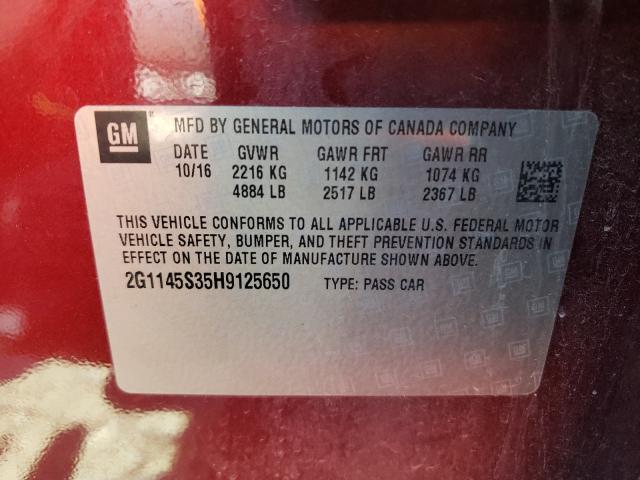 GM MFD BY GENERAL MOTORS OF CANADA COMPANY
DATE GVWR GAWR FRT GAWR RR
10/16 2216 KG 1142 KG 1074 KG
4884 LB 2517 LB 2367 LB
THIS VEHICLE CONFORMS TO ALL APPLICABLE U.S. FEDERAL MOTOR
VEHICLE SAFETY, BUMPER, AND THEFT PREVENTION STANDARDS IN
EFFECT ON THE DATE OF MANUFACTURE SHOWN ABOVE.
2G1145S35H9125650 TYPE: PASS CAR